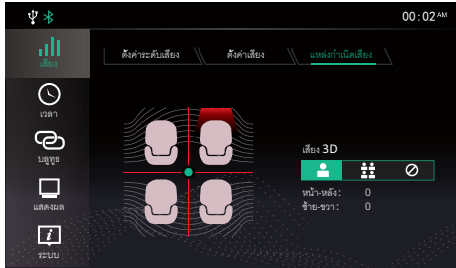 00:02 AM
เสียง
ตั้งค่าระดับเสียง
ตั้งค่าเสียง
แหล่งกำเนิดเสียง
เวลา
บลูทูธ
เสียง 3D
แสดงผล
หน้า-หลัง: 0
ซ้าย-ขวา: 0
i
ระบบ